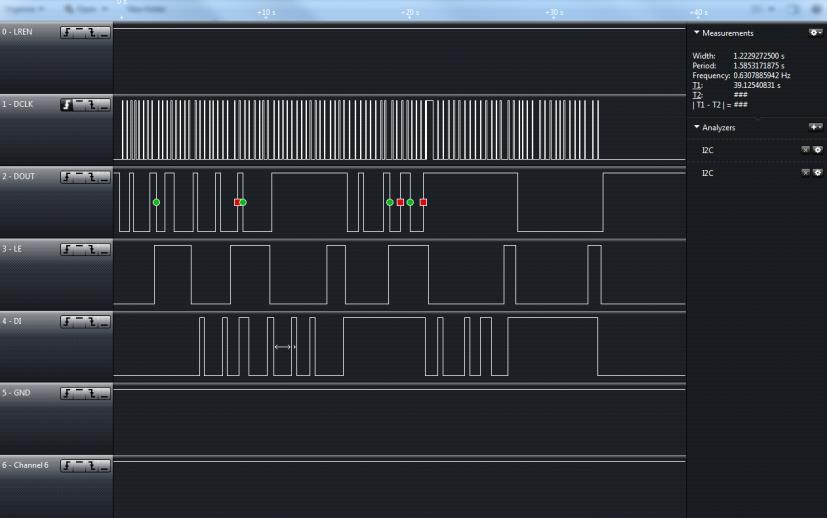 0 s
+10 s
+20 s
+30 s
+40 s
0 - LREN
1 - DCLK
2 - DOUT
3 - LE
4 - DI
5 - GND
6 - Channel 6
Measurements
Width: 1.2229272500 s
Period: 1.5853171875 s
Frequency: 0.6307885942 Hz
T1: 39.12540831 s
T2: ###
| T1 - T2 | = ###
Analyzers
I2C
I2C